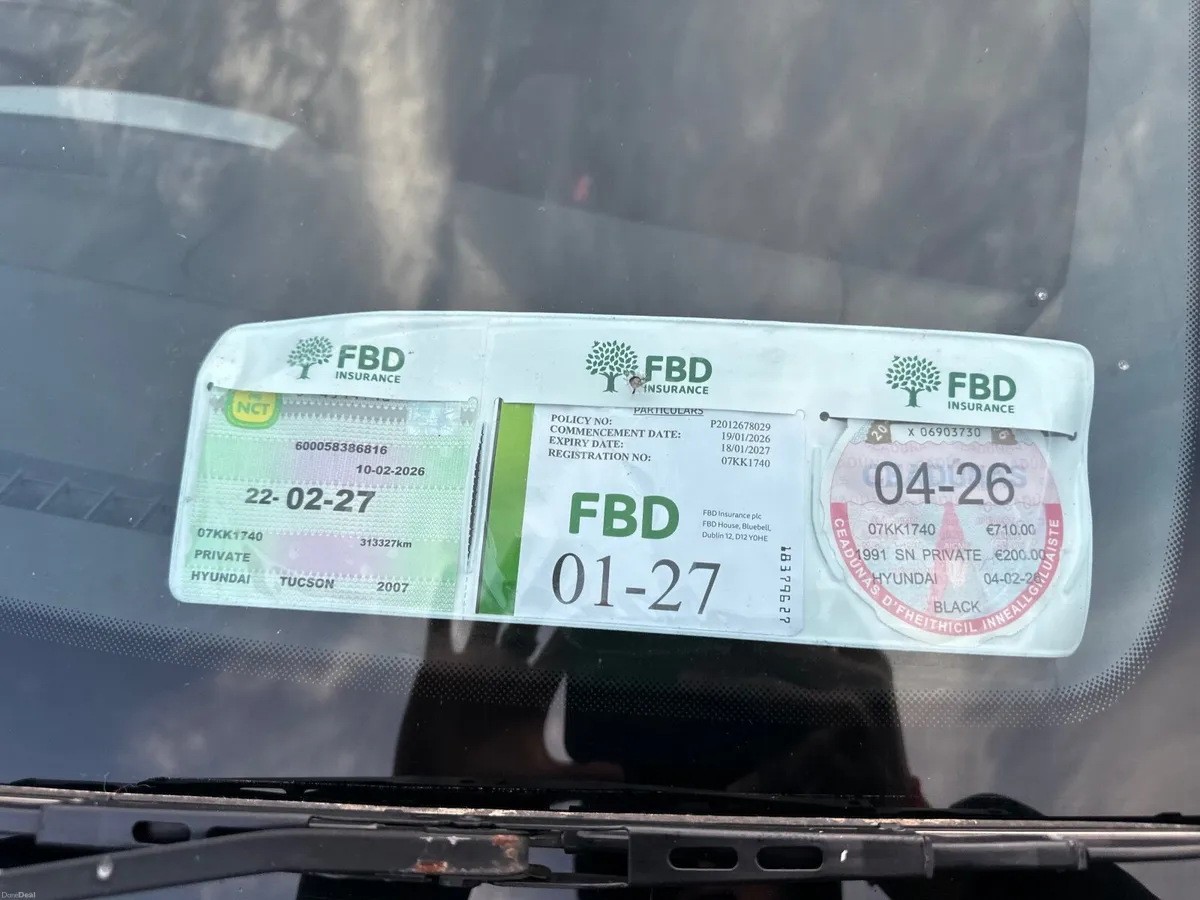 FBD
INSURANCE
NCT
600058386816
10-02-2026
22-02-27
07KK1740
313327km
PRIVATE
HYUNDAI TUCSON 2007
FBD
INSURANCE
PARTICULARS
POLICY NO: P2012678029
COMMENCEMENT DATE: 19/01/2026
EXPIRY DATE: 18/01/2027
REGISTRATION NO: 07KK1740
FBD
FBD Insurance plc
FBD House, Bluebell,
Dublin 12, D12 Y0HE
01-27
18379627
FBD
INSURANCE
20
X 06903730
04-26
07KK1740 €710.00
1991 SN PRIVATE €200.00
HYUNDAI 04-02-26
BLACK
CEADÚNAS D'FHEITHICIL INNEALLGHLUAISTE
DoneDeal